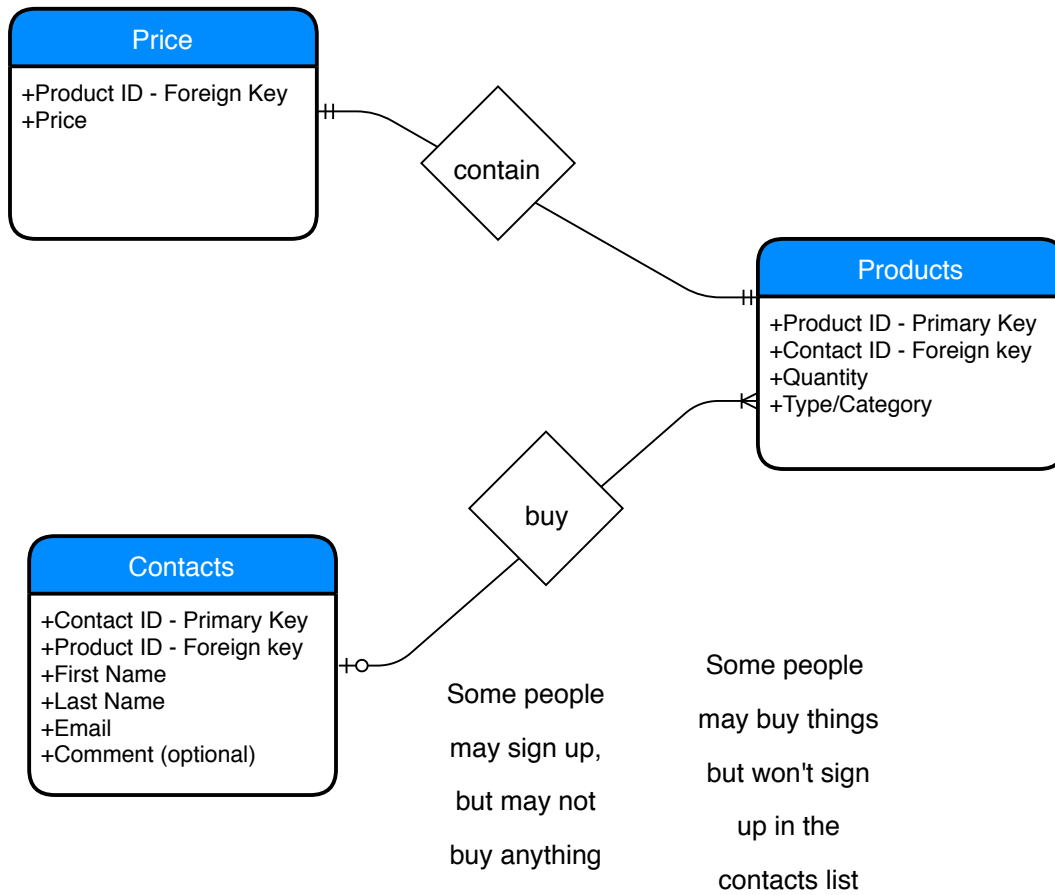 Price
+Product ID - Foreign Key
+Price
contain
Products
+Product ID - Primary Key
+Contact ID - Foreign key
+Quantity
+Type/Category
buy
Contacts
+Contact ID - Primary Key
+Product ID - Foreign key
+First Name
+Last Name
+Email
+Comment (optional)
Some people
may sign up,
but may not
buy anything
Some people
may buy things
but won't sign
up in the
contacts list